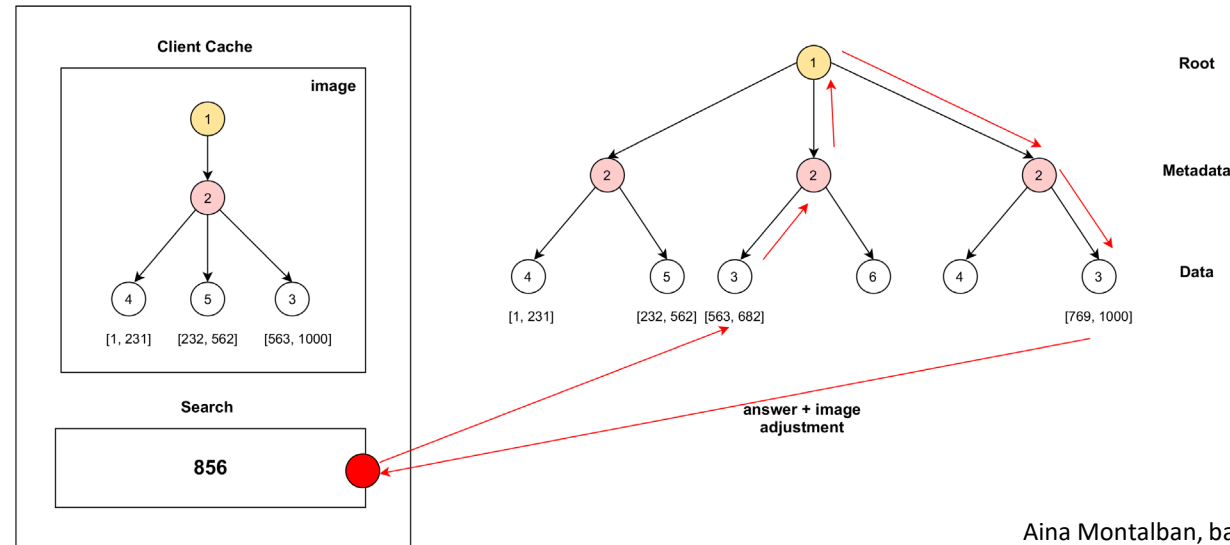 Client Cache
image
1
2
4 5 3
[1, 231] [232, 562] [563, 1000]
Search
856
1
Root
2 2 2
Metadata
4 5 3 6 4 3
Data
[1, 231] [232, 562] [563, 682] [769, 1000]
answer + image
adjustment
Aina Montalban, ba